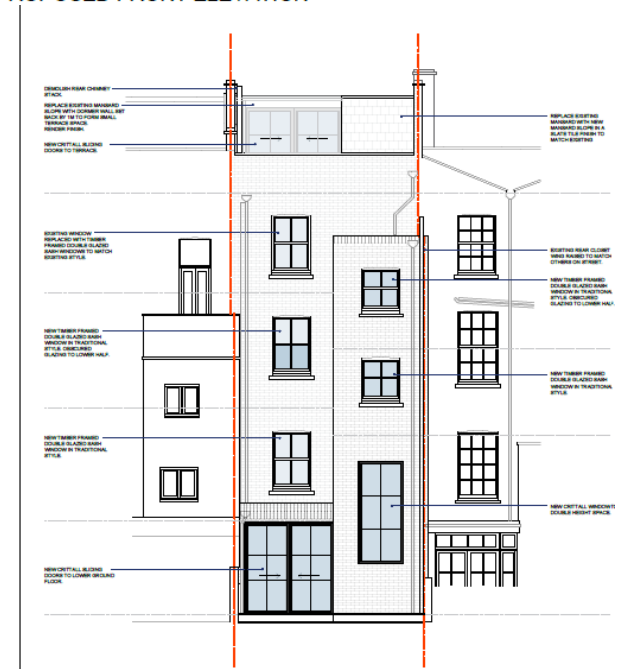 DEMOLISH REAR CHIMNEY
STACK.
REPLACE EXISTING MANSARD
SLOPE WITH DORMER WALL SET
BACK BY 1M TO FORM SMALL
TERRACE SPACE.
RENDER FINISH.
NEW CRITTALL SLIDING
DOORS TO TERRACE.
EXISTING WINDOW
REPLACED WITH TIMBER
FRAMED DOUBLE GLAZED
SASH WINDOWS TO MATCH
EXISTING STYLE.
NEW TIMBER FRAMED
DOUBLE GLAZED SASH
WINDOW IN TRADITIONAL
STYLE. OBSCURED
GLAZING TO LOWER HALF.
NEW TIMBER FRAMED
DOUBLE GLAZED SASH
WINDOW IN TRADITIONAL
STYLE.
NEW CRITTALL SLIDING
DOORS TO LOWER GROUND
FLOOR.
REPLACE EXISTING
MANSARD WITH NEW
MANSARD SLOPE IN A
SLATE TILE FINISH TO
MATCH EXISTING
EXISTING REAR CLOSET
WING RAISED TO MATCH
OTHERS ON STREET.
NEW TIMBER FRAMED
DOUBLE GLAZED SASH
WINDOW IN TRADITIONAL
STYLE. OBSCURED
GLAZING TO LOWER HALF.
NEW TIMBER FRAMED
DOUBLE GLAZED SASH
WINDOW IN TRADITIONAL
STYLE.
NEW CRITTALL WINDOW T
DOUBLE HEIGHT SPACE.